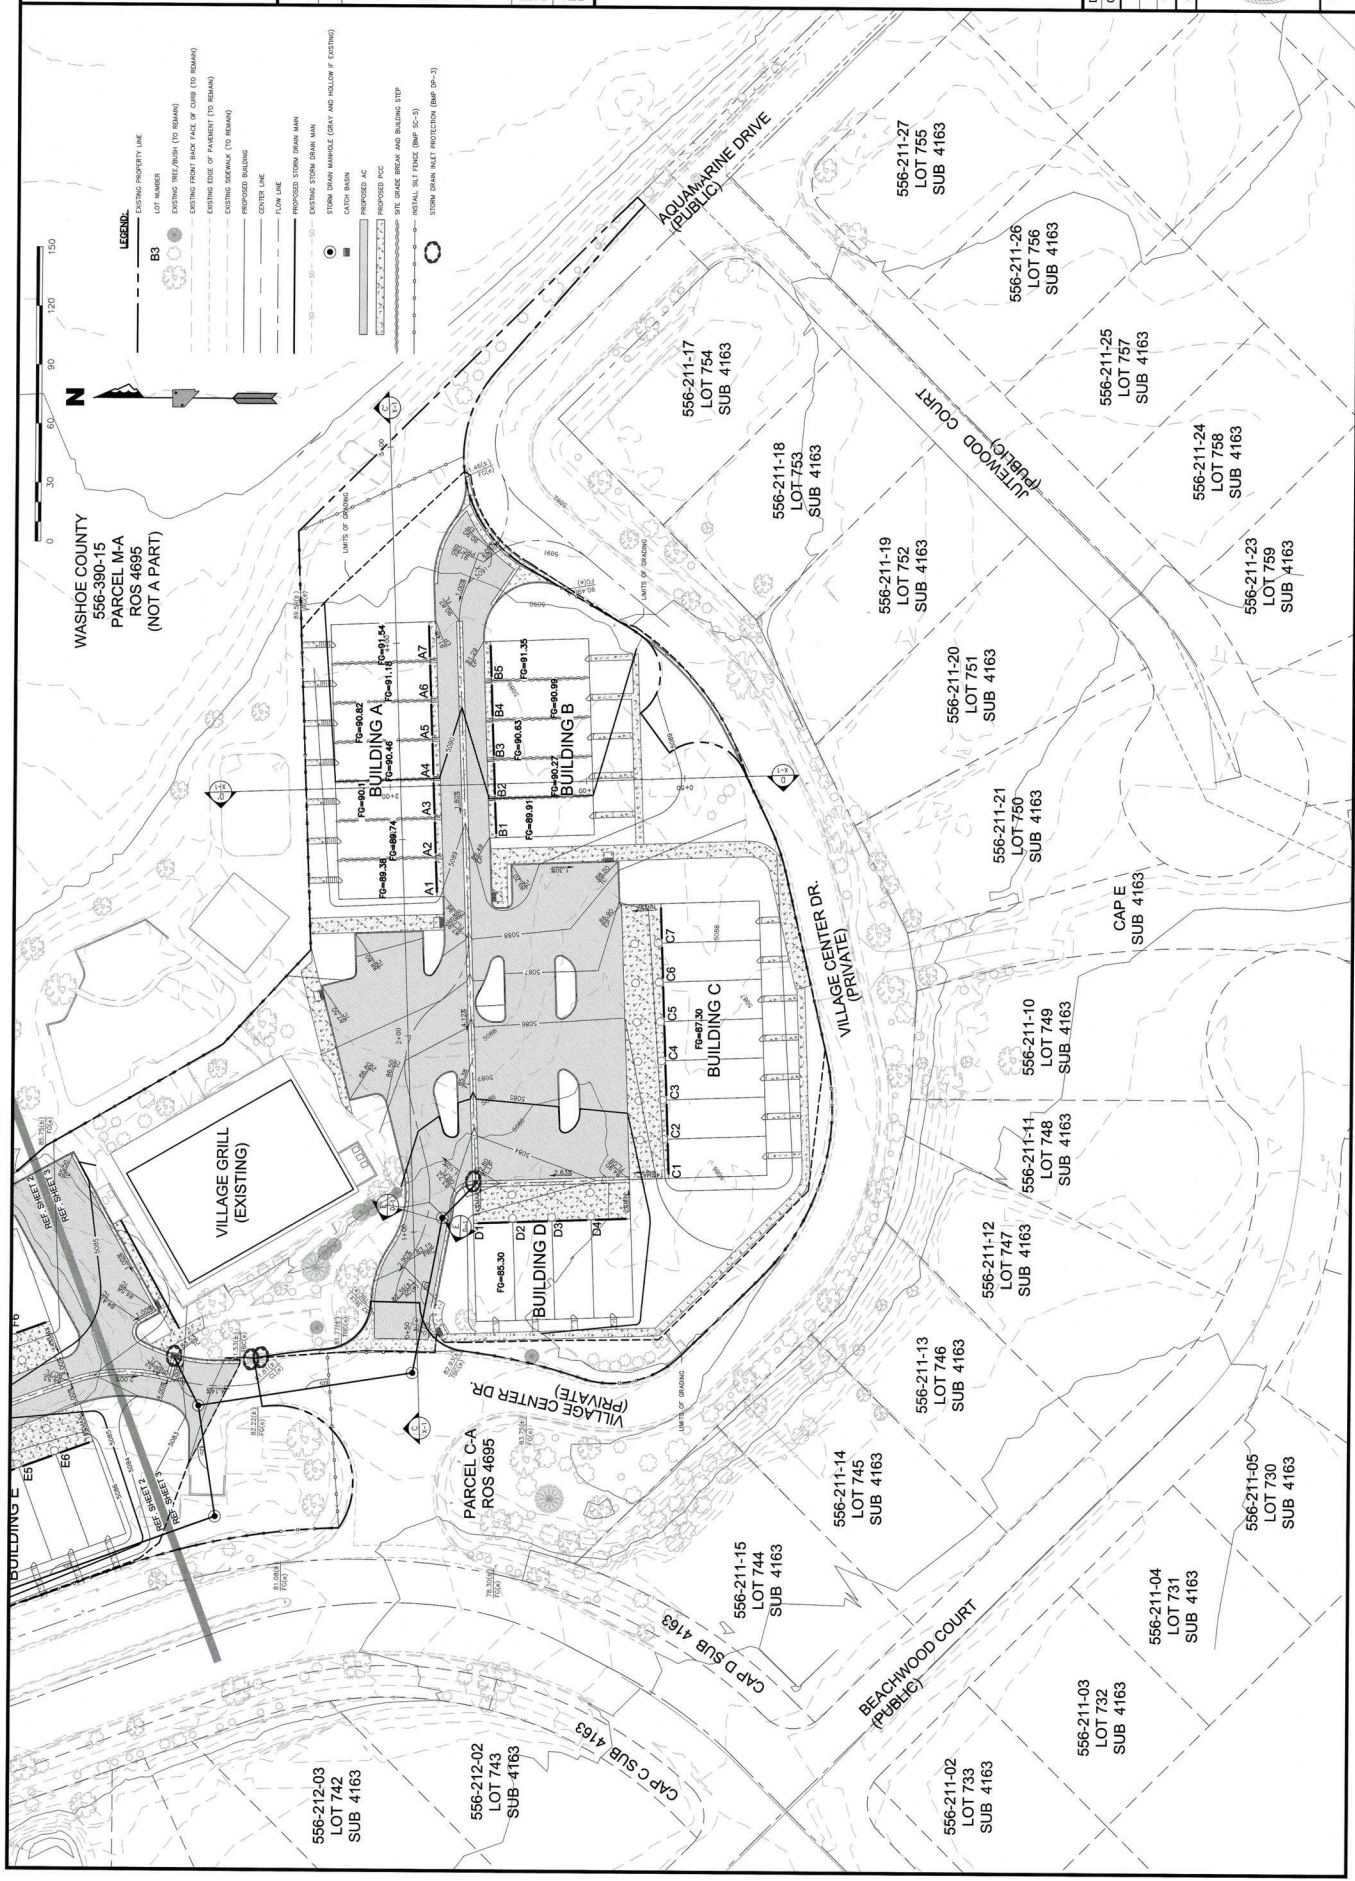 WASHOE COUNTY
556-390-15
PARCEL M-A
ROS 4695
(NOT A PART)
N
0 30 60 90 120 150
LEGEND:
EXISTING PROPERTY LINE
B3 LOT NUMBER
EXISTING TREE/BUSH (TO REMAIN)
EXISTING FRONT BACK FACE OF CURB (TO REMAIN)
EXISTING EDGE OF PAVEMENT (TO REMAIN)
EXISTING SIDEWALK (TO REMAIN)
PROPOSED BUILDING
CENTER LINE
FLOW LINE
PROPOSED STORM DRAIN MAIN
EXISTING STORM DRAIN MAN
STORM DRAIN MANHOLE (GRAY AND HOLLOW IF EXISTING)
CATCH BASIN
PROPOSED AC
PROPOSED PCC
SITE GRADE BREAK AND BUILDING STEP
INSTALL SILT FENCE (BMP SC-5)
STORM DRAIN INLET PROTECTION (BMP DP-3)
BUILDING E
E5
E6
F6
REF SHEET 2
REF SHEET 3
REF SHEET 2
REF SHEET 3
VILLAGE GRILL
(EXISTING)
LIMITS OF GRADING
BUILDING A
FG=89.38
FG=89.74
FG=90.1
FG=90.46
FG=90.82
FG=91.18
FG=91.54
A1
A2
A3
A4
A5
A6
A7
BUILDING B
B1
B2
B3
B4
B5
FG=89.91
FG=90.27
FG=90.63
FG=90.99
FG=91.35
LIMITS OF GRADING
BUILDING C
FG=87.30
C1
C2
C3
C4
C5
C6
C7
BUILDING D
FG=85.30
D1
D2
D3
D4
VILLAGE CENTER DR.
(PRIVATE)
VILLAGE CENTER DR.
(PRIVATE)
LIMITS OF GRADING
PARCEL C-A
ROS 4695
AQUAMARINE DRIVE
(PUBLIC)
JUTEWOOD COURT
(PUBLIC)
BEACHWOOD COURT
(PUBLIC)
CAP C SUB 4163
CAP D SUB 4163
CAP E
SUB 4163
556-212-03
LOT 742
SUB 4163
556-212-02
LOT 743
SUB 4163
556-211-02
LOT 733
SUB 4163
556-211-03
LOT 732
SUB 4163
556-211-04
LOT 731
SUB 4163
556-211-05
LOT 730
SUB 4163
556-211-15
LOT 744
SUB 4163
556-211-14
LOT 745
SUB 4163
556-211-13
LOT 746
SUB 4163
556-211-12
LOT 747
SUB 4163
556-211-11
LOT 748
SUB 4163
556-211-10
LOT 749
SUB 4163
556-211-21
LOT 750
SUB 4163
556-211-20
LOT 751
SUB 4163
556-211-19
LOT 752
SUB 4163
556-211-18
LOT 753
SUB 4163
556-211-17
LOT 754
SUB 4163
556-211-27
LOT 755
SUB 4163
556-211-26
LOT 756
SUB 4163
556-211-25
LOT 757
SUB 4163
556-211-24
LOT 758
SUB 4163
556-211-23
LOT 759
SUB 4163